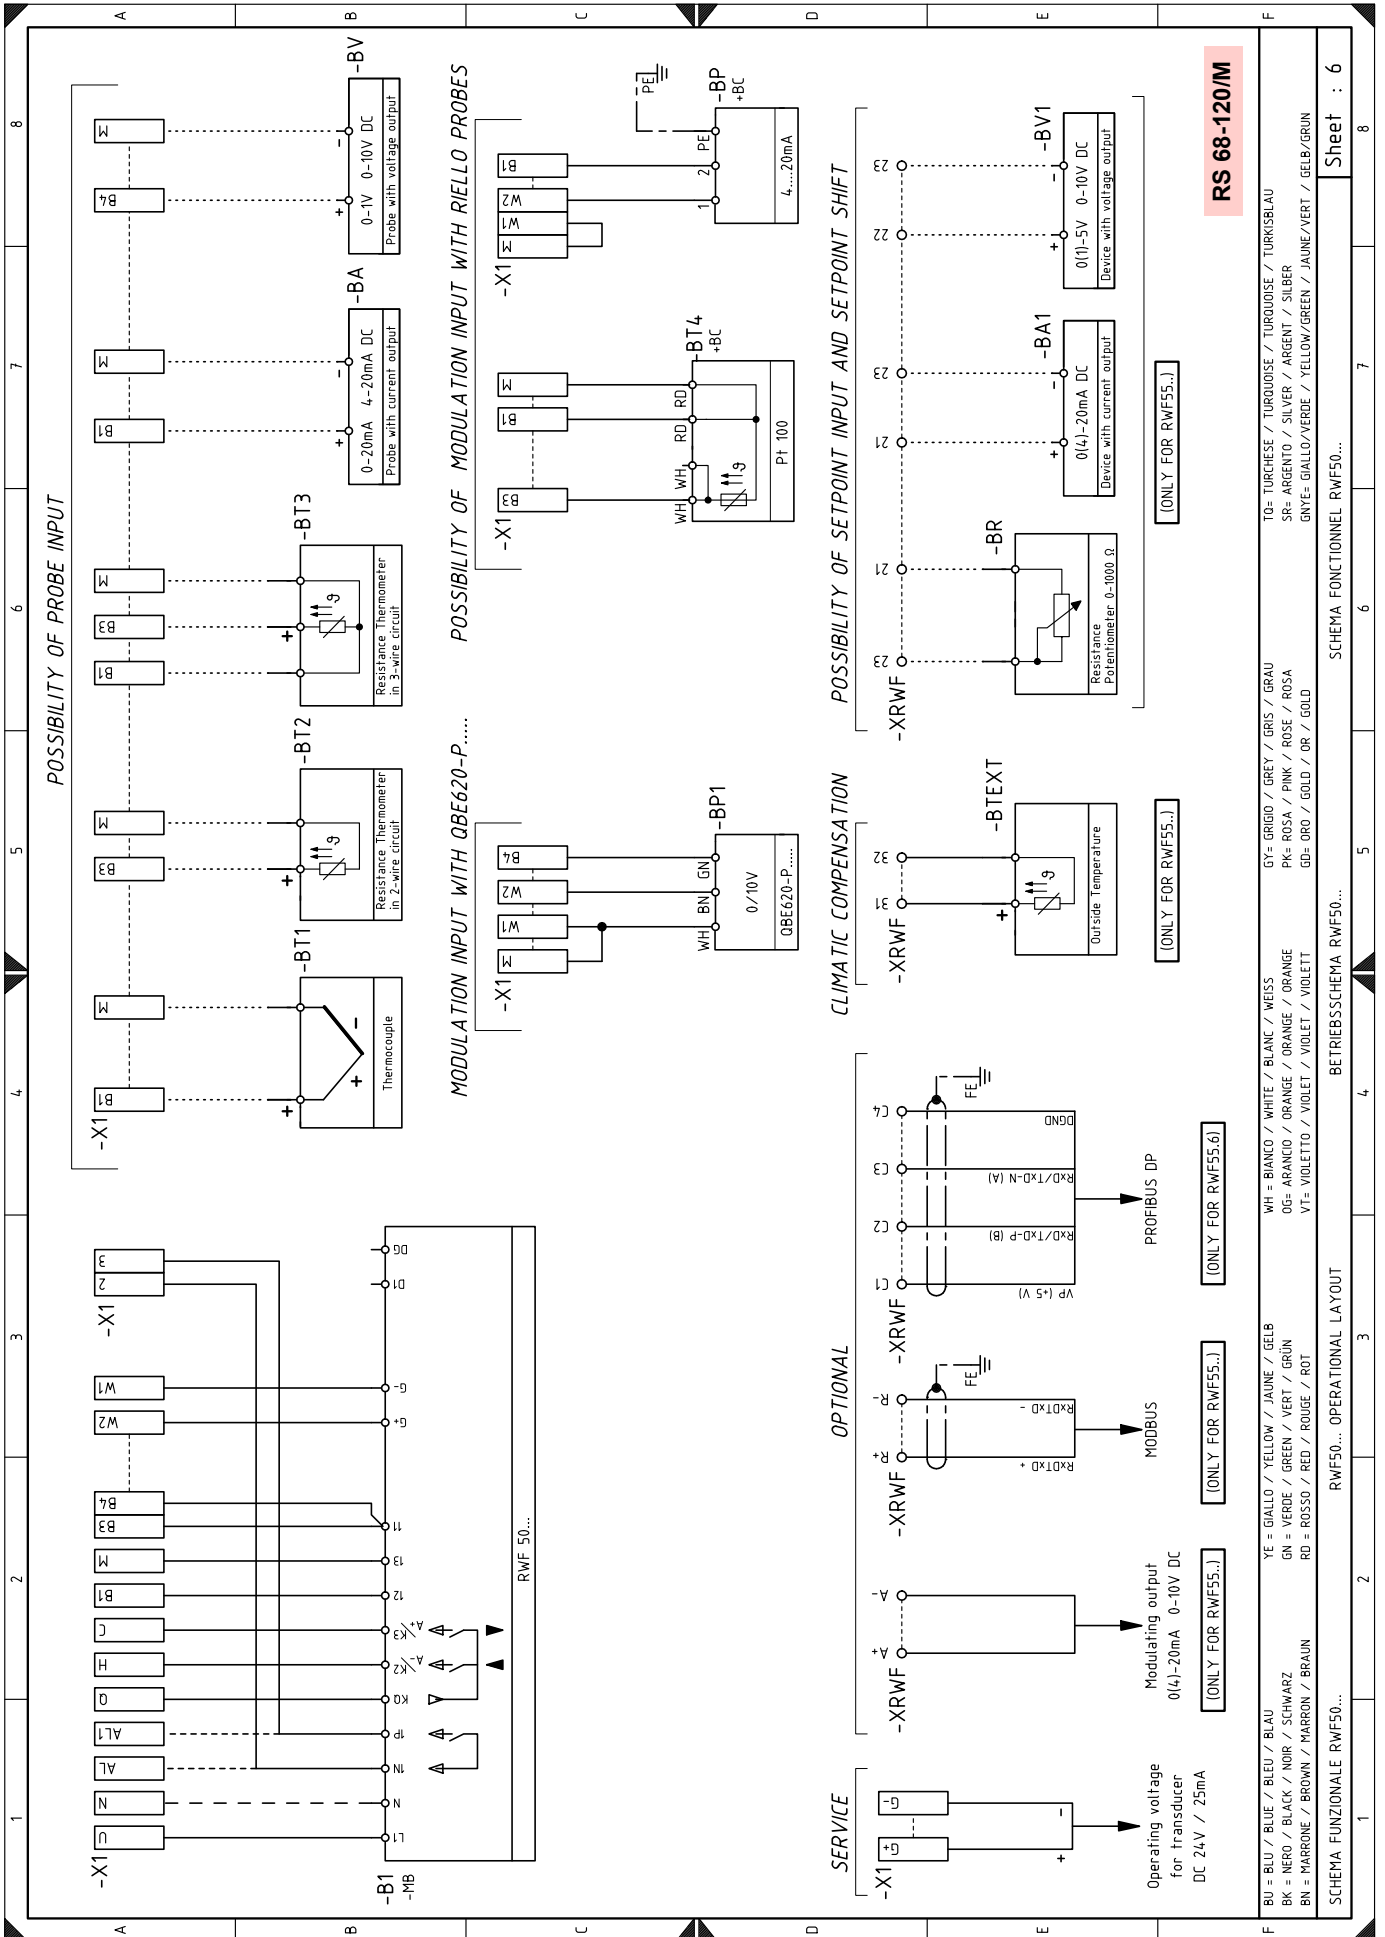 1 2 3 4 5 6 7 8
A
B
C
D
E
F
-X1
U
N
AL
AL1
Q
H
C
B1
M
B3
B4
W2
W1
-X1
2
3
-B1
-MB
L1
N
1N
1P
KQ
K2/A-
K3/A+
12
13
11
G+
G-
D1
DG
RWF 50...
POSSIBILITY OF PROBE INPUT
-X1
B1
M
B3
M
B1
B3
M
B1
M
B4
M
-BT1
+
-
Thermocouple
-BT2
+
ϑ
Resistance Thermometer
in 2-wire circuit
-BT3
+
ϑ
Resistance Thermometer
in 3-wire circuit
-BA
+
-
0-20mA 4-20mA DC
Probe with current output
-BV
+
-
0-1V 0-10V DC
Probe with voltage output
MODULATION INPUT WITH QBE620-P.....
-X1
M
W1
W2
B4
WH
BN
GN
-BP1
0/10V
QBE620-P.....
POSSIBILITY OF MODULATION INPUT WITH RIELLO PROBES
-X1
B3
B1
M
WH
WH
RD
RD
-BT4
+BC
ϑ
Pt 100
-X1
M
W1
W2
B1
1
2
PE
PE
-BP
+BC
4....20mA
SERVICE
-X1
G+
G-
+
-
Operating voltage
for transducer
DC 24V / 25mA
OPTIONAL
-XRWF
A+
A-
Modulating output
0(4)-20mA 0-10V DC
(ONLY FOR RWF55..)
-XRWF
R+
R-
RxDTxD +
RxDTxD -
FE
MODBUS
(ONLY FOR RWF55..)
-XRWF
C1
C2
C3
C4
VP (+5 V)
RxD/TxD-P (B)
RxD/TxD-N (A)
DGND
FE
PROFIBUS DP
(ONLY FOR RWF55.6)
CLIMATIC COMPENSATION
-XRWF
31
32
-BTEXT
+
ϑ
Outside Temperature
(ONLY FOR RWF55..)
POSSIBILITY OF SETPOINT INPUT AND SETPOINT SHIFT
-XRWF
23
21
21
23
22
23
-BR
Resistance
Potentiometer 0-1000 Ω
-BA1
+
-
0(4)-20mA DC
Device with current output
-BV1
+
-
0(1)-5V 0-10V DC
Device with voltage output
(ONLY FOR RWF55..)
RS 68-120/M
BU = BLU / BLUE / BLEU / BLAU
BK = NERO / BLACK / NOIR / SCHWARZ
BN = MARRONE / BROWN / MARRON / BRAUN
YE = GIALLO / YELLOW / JAUNE / GELB
GN = VERDE / GREEN / VERT / GRÜN
RD = ROSSO / RED / ROUGE / ROT
WH = BIANCO / WHITE / BLANC / WEISS
OG= ARANCIO / ORANGE / ORANGE / ORANGE
VT= VIOLETTO / VIOLET / VIOLET / VIOLETT
GY= GRIGIO / GREY / GRIS / GRAU
PK= ROSA / PINK / ROSE / ROSA
GD= ORO / GOLD / OR / GOLD
TQ= TURCHESE / TURQUOISE / TURQUOISE / TURKISBLAU
SR= ARGENTO / SILVER / ARGENT / SILBER
GNYE= GIALLO/VERDE / YELLOW/GREEN / JAUNE/VERT / GELB/GRUN
SCHEMA FUNZIONALE RWF50...
RWF50... OPERATIONAL LAYOUT
BETRIEBSSCHEMA RWF50...
SCHEMA FONCTIONNEL RWF50...
Sheet : 6
1 2 3 4 5 6 7 8
A
B
C
D
E
F